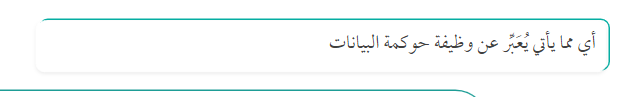 أي مما يأتي يُعَبِّر عن وظيفة حوكمة البيانات